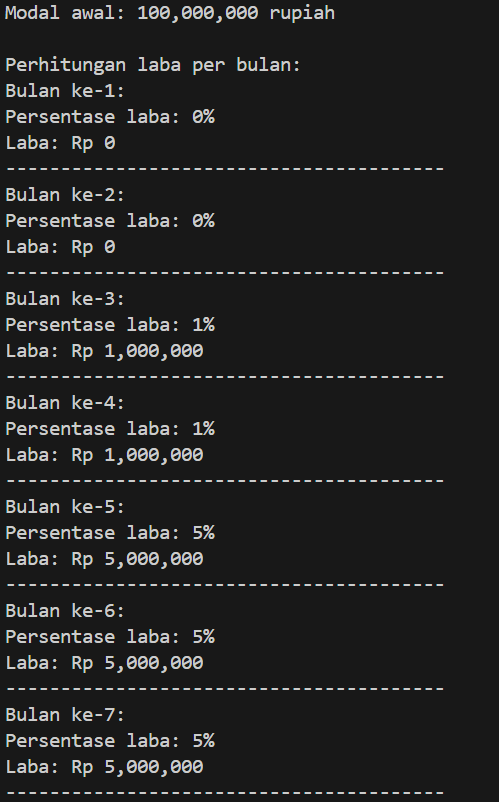 Modal awal: 100,000,000 rupiah
Perhitungan laba per bulan:
Bulan ke-1:
Persentase laba: 0%
Laba: Rp 0
----------------------------------------
Bulan ke-2:
Persentase laba: 0%
Laba: Rp 0
----------------------------------------
Bulan ke-3:
Persentase laba: 1%
Laba: Rp 1,000,000
----------------------------------------
Bulan ke-4:
Persentase laba: 1%
Laba: Rp 1,000,000
----------------------------------------
Bulan ke-5:
Persentase laba: 5%
Laba: Rp 5,000,000
----------------------------------------
Bulan ke-6:
Persentase laba: 5%
Laba: Rp 5,000,000
----------------------------------------
Bulan ke-7:
Persentase laba: 5%
Laba: Rp 5,000,000
----------------------------------------